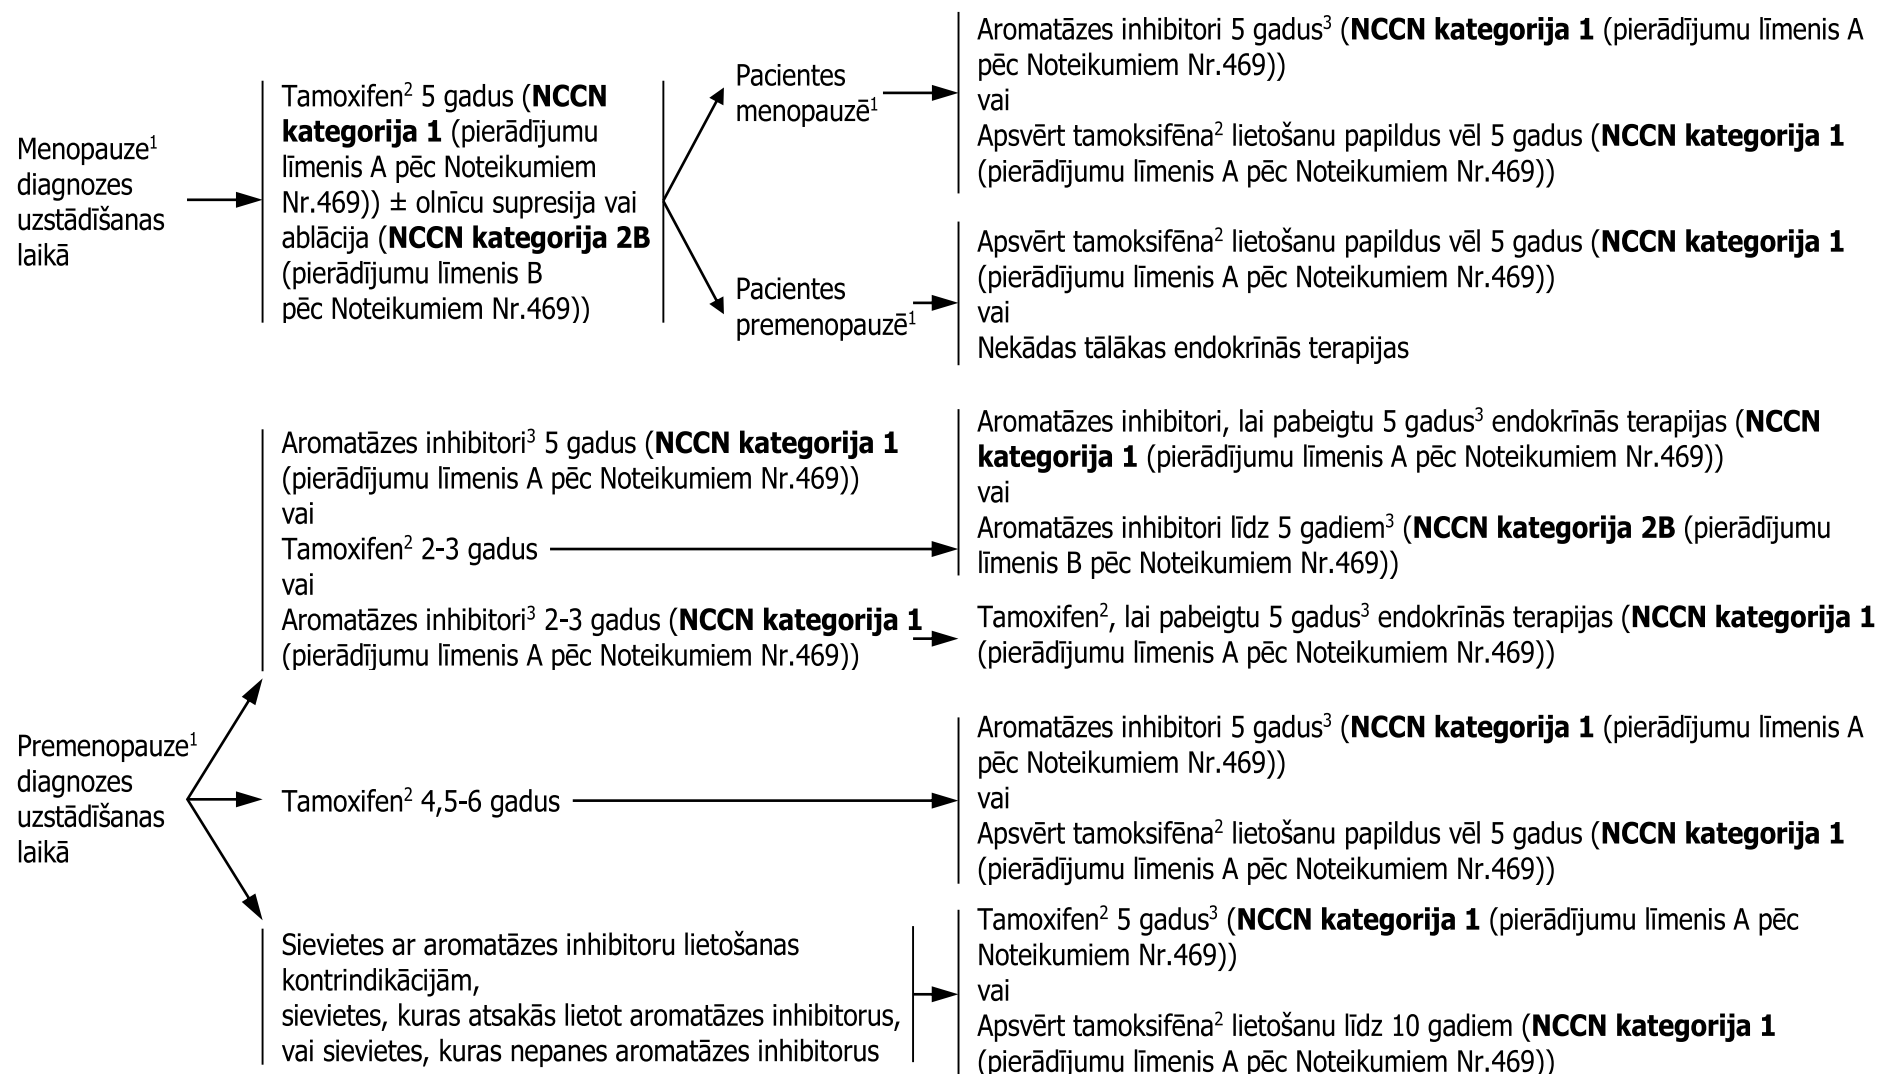 Menopauze¹
diagnozes
uzstādīšanas
laikā
Tamoxifen² 5 gadus (NCCN
kategorija 1 (pierādījumu
līmenis A pēc Noteikumiem
Nr.469)) ± olnīcu supresija vai
ablācija (NCCN kategorija 2B
(pierādījumu līmenis B
pēc Noteikumiem Nr.469))
Pacientes
menopauzē¹
Aromatāzes inhibitori 5 gadus³ (NCCN kategorija 1 (pierādījumu līmenis A
pēc Noteikumiem Nr.469))
vai
Apsvērt tamoksifēna² lietošanu papildus vēl 5 gadus (NCCN kategorija 1
(pierādījumu līmenis A pēc Noteikumiem Nr.469))
Pacientes
premenopauzē¹
Apsvērt tamoksifēna² lietošanu papildus vēl 5 gadus (NCCN kategorija 1
(pierādījumu līmenis A pēc Noteikumiem Nr.469))
vai
Nekādas tālākas endokrīnās terapijas
Premenopauze¹
diagnozes
uzstādīšanas
laikā
Aromatāzes inhibitori³ 5 gadus (NCCN kategorija 1
(pierādījumu līmenis A pēc Noteikumiem Nr.469))
vai
Tamoxifen² 2-3 gadus
vai
Aromatāzes inhibitori³ 2-3 gadus (NCCN kategorija 1
(pierādījumu līmenis A pēc Noteikumiem Nr.469))
Aromatāzes inhibitori, lai pabeigtu 5 gadus³ endokrīnās terapijas (NCCN
kategorija 1 (pierādījumu līmenis A pēc Noteikumiem Nr.469))
vai
Aromatāzes inhibitori līdz 5 gadiem³ (NCCN kategorija 2B (pierādījumu
līmenis B pēc Noteikumiem Nr.469))
Tamoxifen², lai pabeigtu 5 gadus³ endokrīnās terapijas (NCCN kategorija 1
(pierādījumu līmenis A pēc Noteikumiem Nr.469))
Tamoxifen² 4,5-6 gadus
Aromatāzes inhibitori 5 gadus³ (NCCN kategorija 1 (pierādījumu līmenis A
pēc Noteikumiem Nr.469))
vai
Apsvērt tamoksifēna² lietošanu papildus vēl 5 gadus (NCCN kategorija 1
(pierādījumu līmenis A pēc Noteikumiem Nr.469))
Sievietes ar aromatāzes inhibitoru lietošanas
kontrindikācijām,
sievietes, kuras atsakās lietot aromatāzes inhibitorus,
vai sievietes, kuras nepanes aromatāzes inhibitorus
Tamoxifen² 5 gadus³ (NCCN kategorija 1 (pierādījumu līmenis A pēc
Noteikumiem Nr.469))
vai
Apsvērt tamoksifēna² lietošanu līdz 10 gadiem (NCCN kategorija 1
(pierādījumu līmenis A pēc Noteikumiem Nr.469))